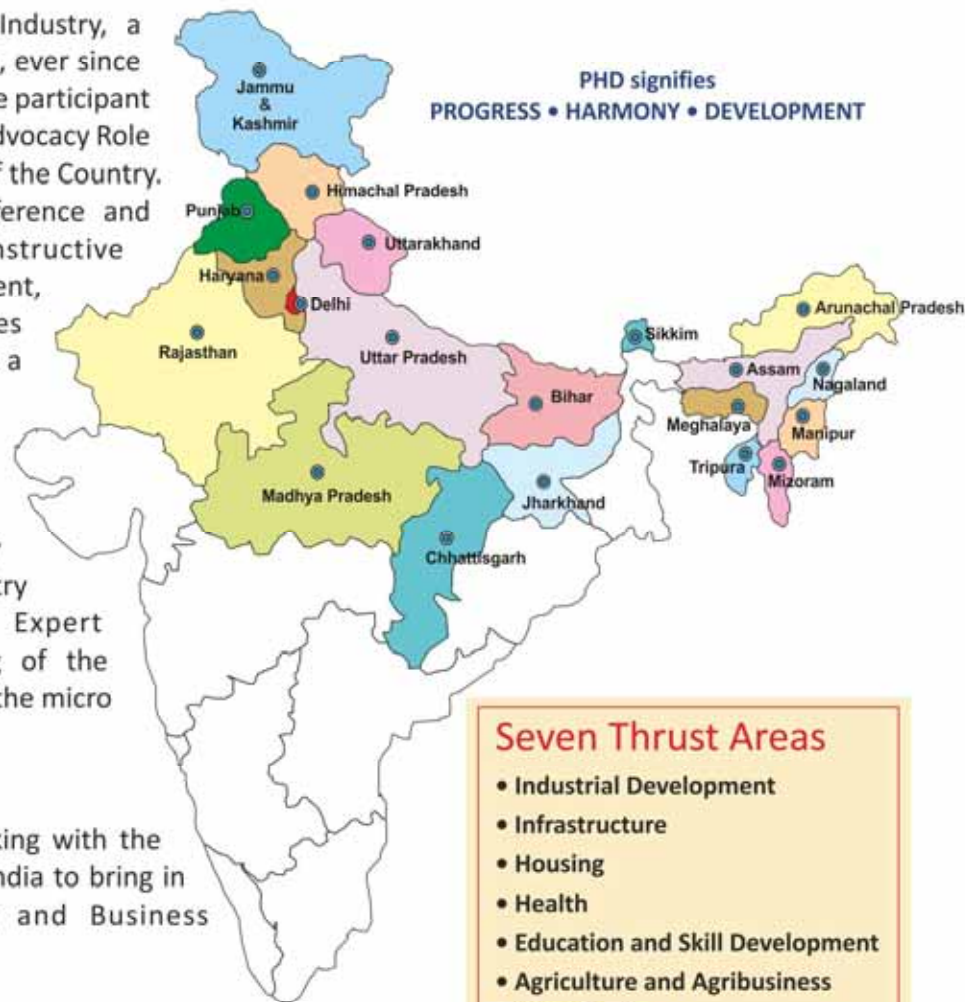 Industry, a
, ever since
e participant
dvocacy Role
f the Country.
ference and
nstructive
ent,
es
a
try
Expert
g of the
the micro
king with the
ndia to bring in
and Business
PHD signifies
PROGRESS • HARMONY • DEVELOPMENT
Jammu
&
Kashmir
Himachal Pradesh
Punjab
Uttarakhand
Haryana
Delhi
Rajasthan
Uttar Pradesh
Bihar
Sikkim
Arunachal Pradesh
Assam
Nagaland
Meghalaya
Manipur
Tripura
Mizoram
Madhya Pradesh
Jharkhand
Chhattisgarh
Seven Thrust Areas
• Industrial Development
• Infrastructure
• Housing
• Health
• Education and Skill Development
• Agriculture and Agribusiness